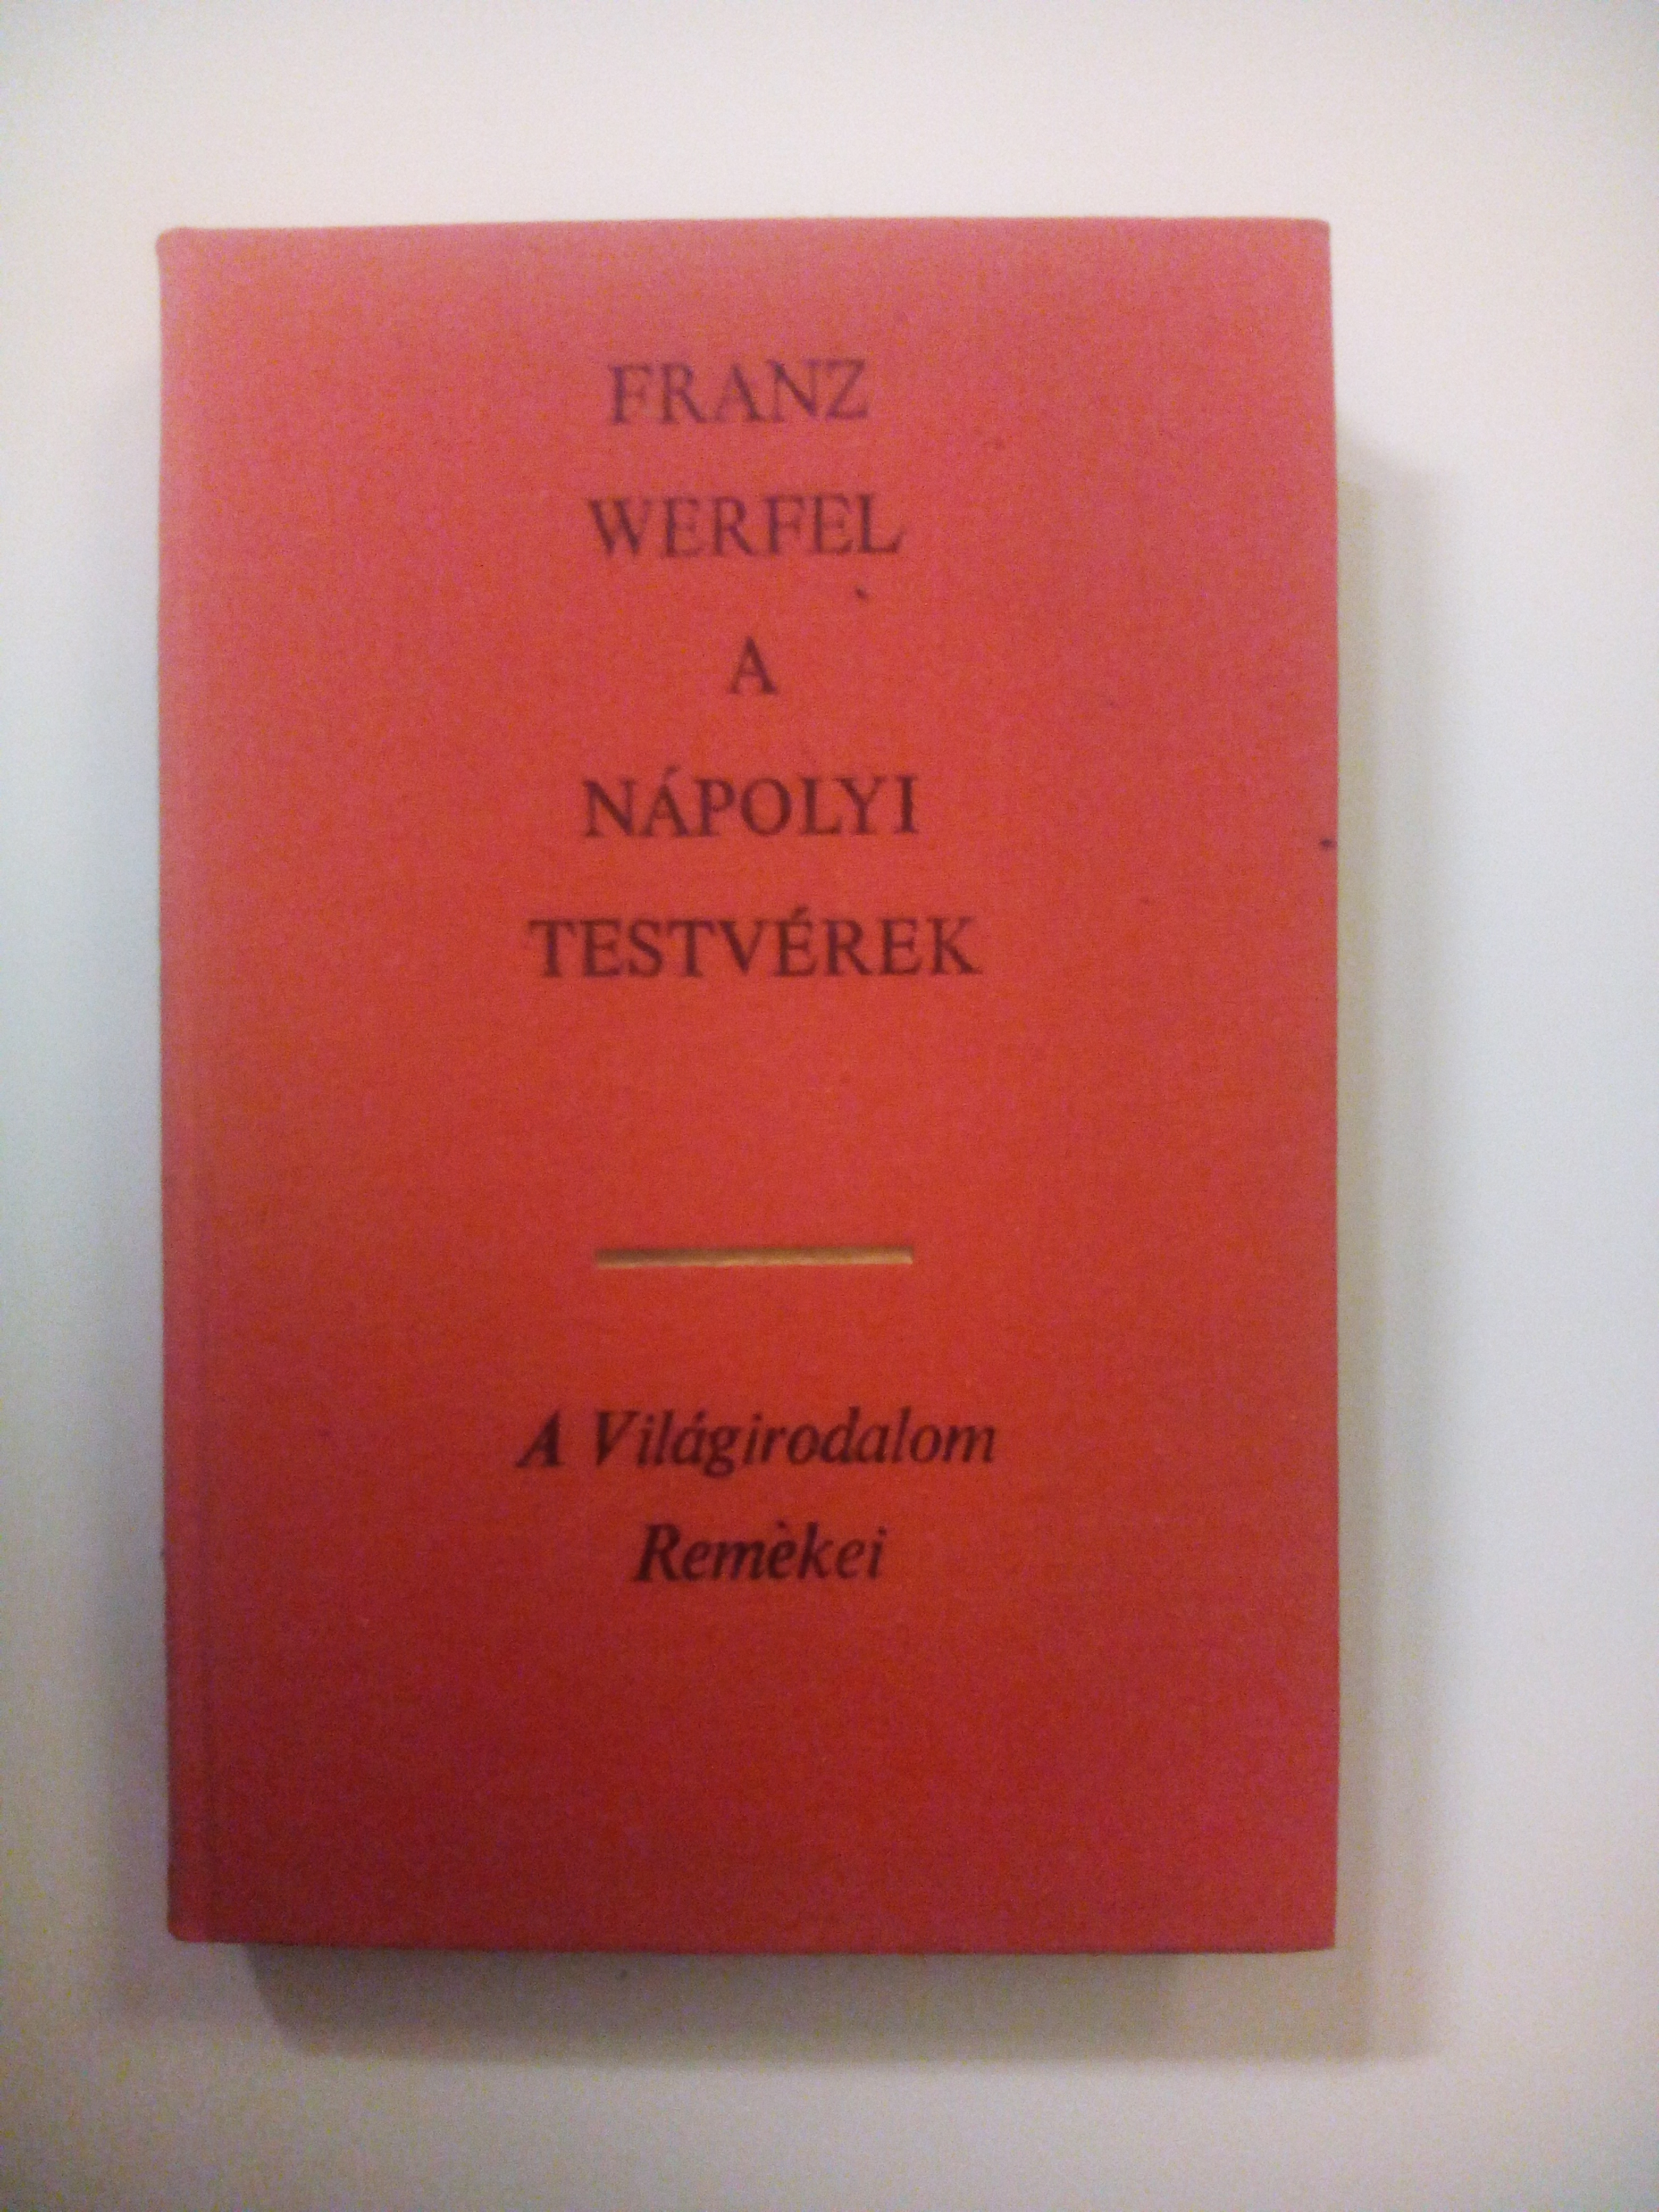 FRANZ
WERFEL
A
NÁPOLYI
TESTVÉREK
A Világirodalom
Remèkei